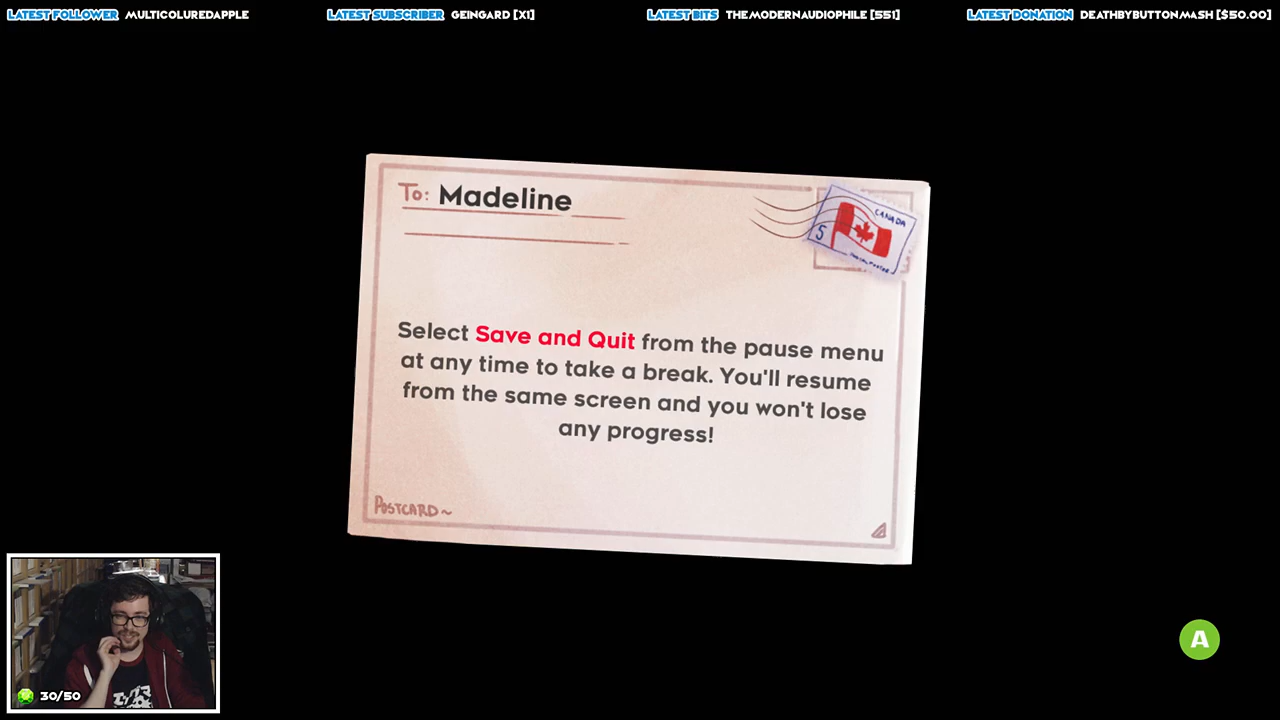 LATEST FOLLOWER MULTICOLUREDAPPLE LATEST SUBSCRIBER GEINGARD [X1] LATEST BITS THEMODERNAUDIOPHILE [551] LATEST DONATION DEATHBYBUTTONMASH [$50.00]
To: Madeline
CANADA
5
Select Save and Quit from the pause menu
at any time to take a break. You'll resume
from the same screen and you won't lose
any progress!
POSTCARD~
A
30/50